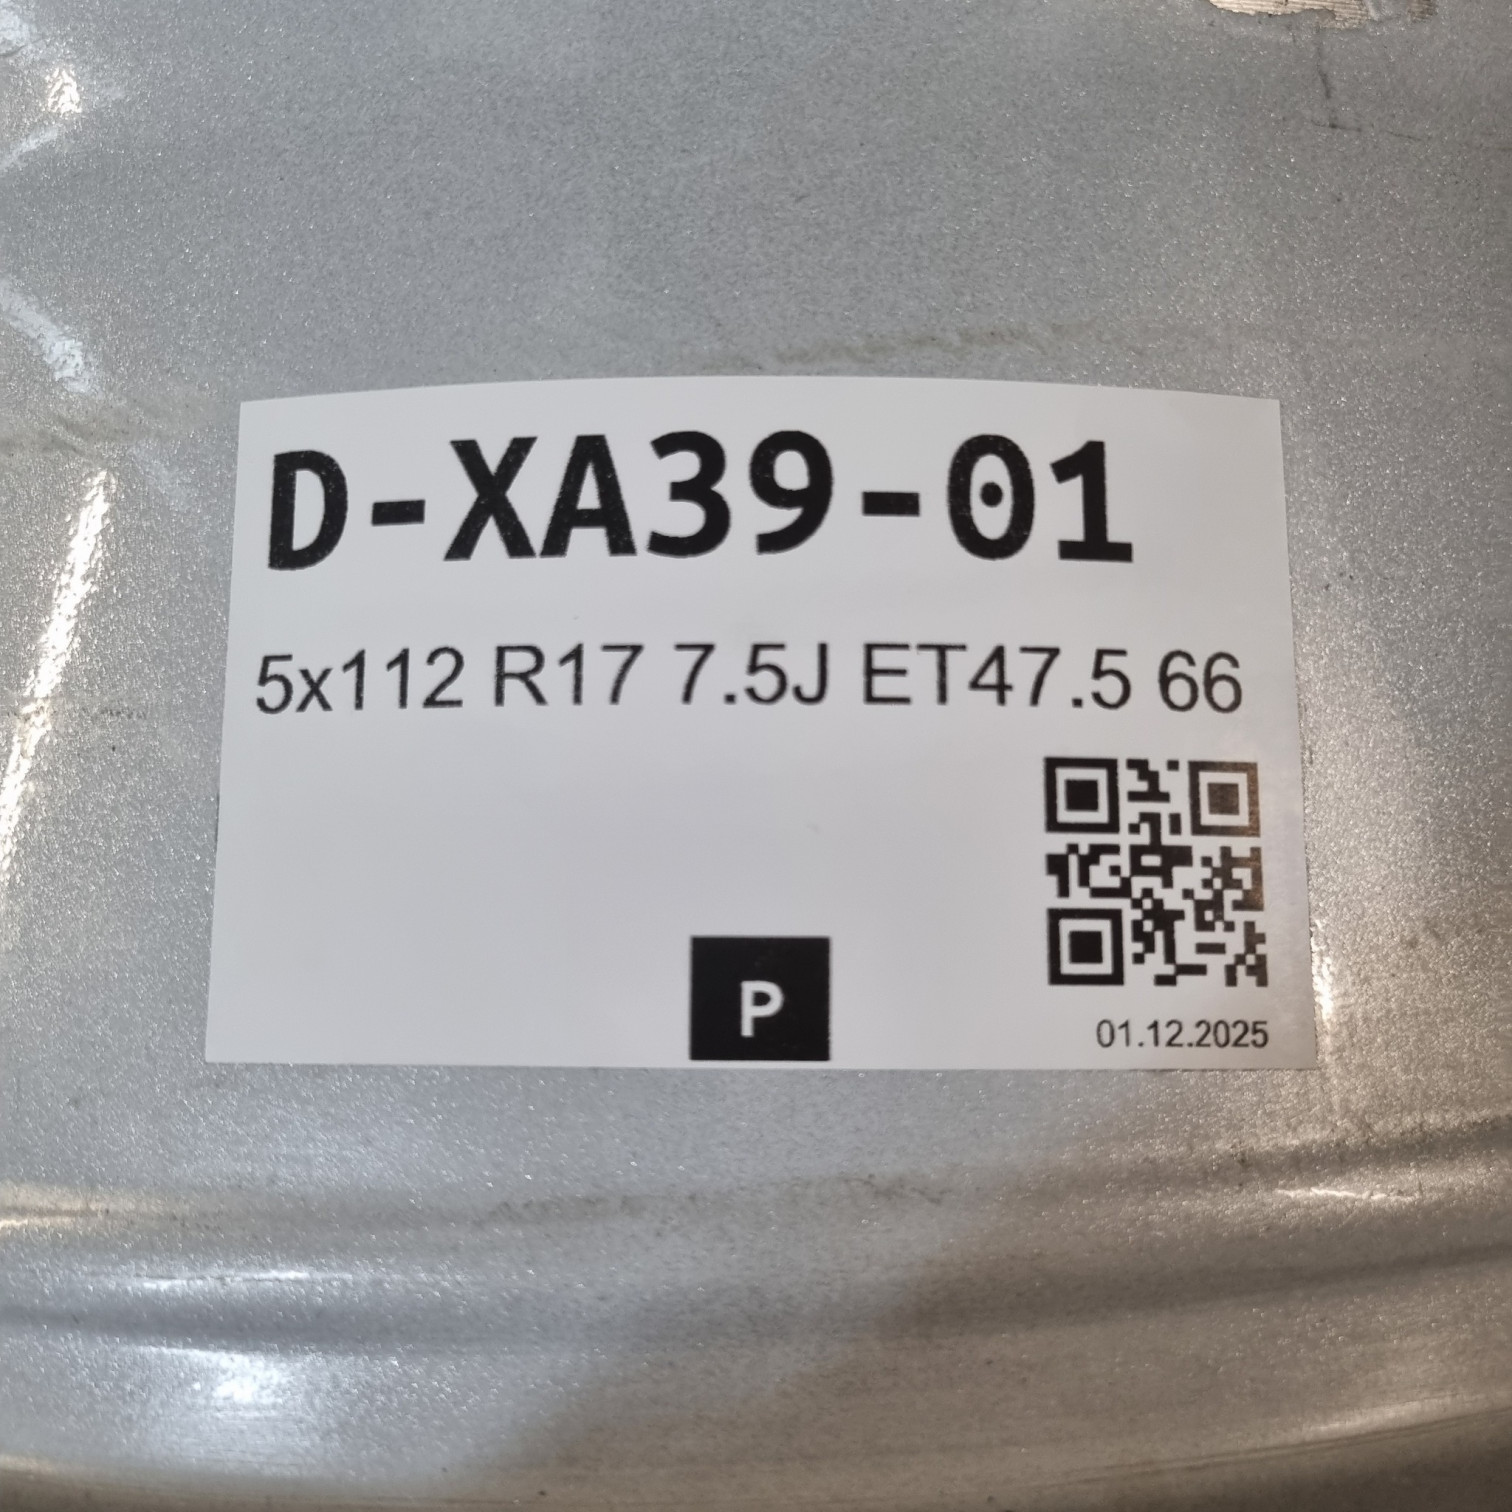 D-XA39-01
5x112 R17 7.5J ET47.5 66
P
01.12.2025